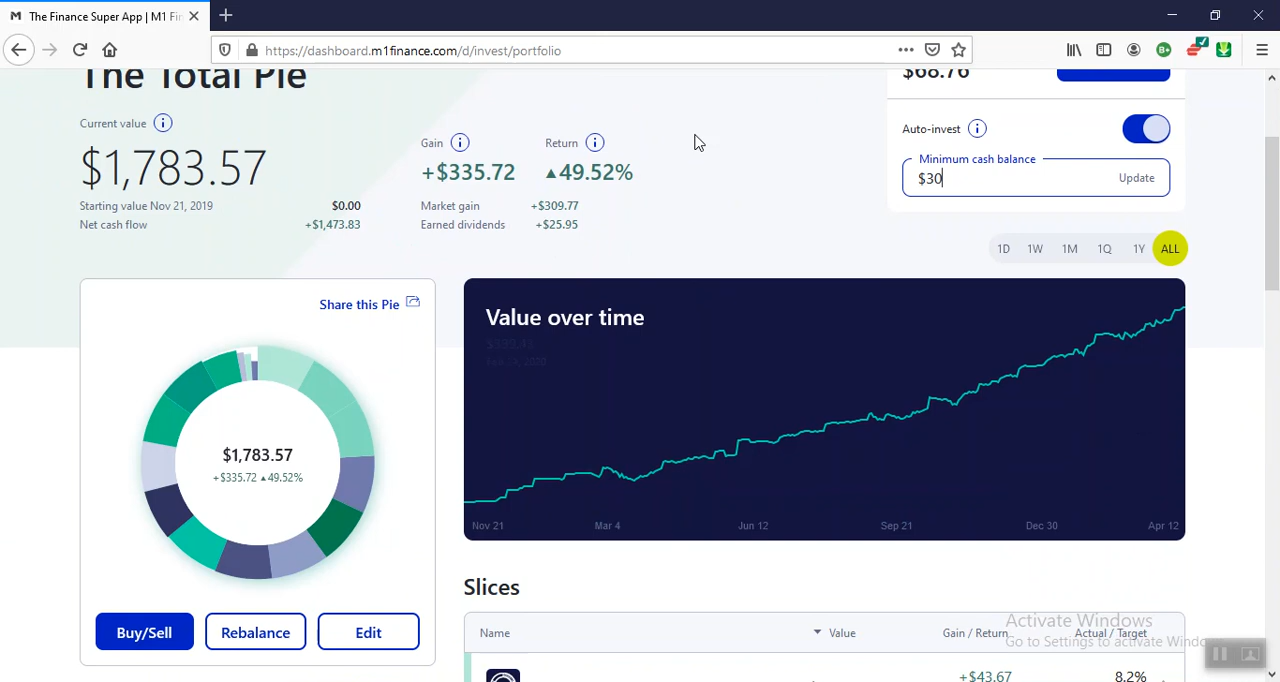 The Finance Super App | M1 Fin
https://dashboard.m1finance.com/d/invest/portfolio
The Total Pie
$68.76
Current value
$1,783.57
Starting value Nov 21, 2019 $0.00
Net cash flow +$1,473.83
Gain
+$335.72
Return
▲49.52%
Market gain +$309.77
Earned dividends +$25.95
Auto-invest
Minimum cash balance
$30 Update
1D 1W 1M 1Q 1Y ALL
Share this Pie
$1,783.57
+$335.72 ▲49.52%
Buy/Sell Rebalance Edit
Value over time
Nov 21 Mar 4 Jun 12 Sep 21 Dec 30 Apr 12
Slices
Name Value Gain / Return Actual / Target
+$43.67 8.2%
Activate Windows
Go to Settings to activate Windo